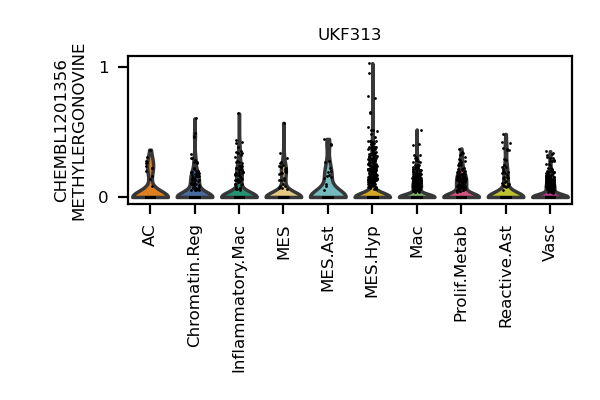 UKF313
CHEMBL1201356
METHYLERGONOVINE
1
0
AC
Chromatin.Reg
Inflammatory.Mac
MES
MES.Ast
MES.Hyp
Mac
Prolif.Metab
Reactive.Ast
Vasc